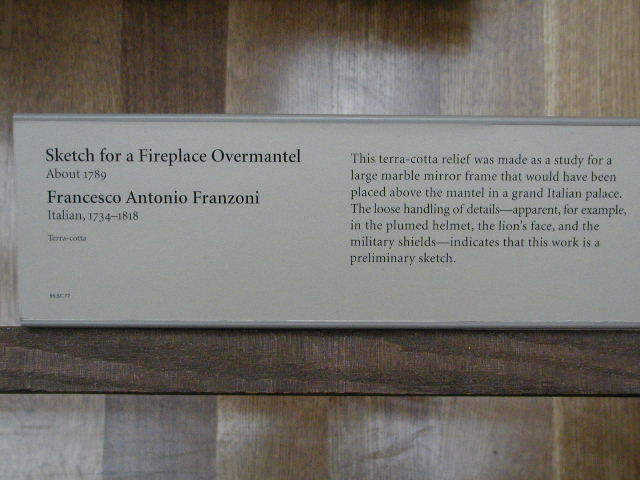 Sketch for a Fireplace Overmantel
About 1789
Francesco Antonio Franzoni
Italian, 1734–1818
Terra-cotta
95.SC.77
This terra-cotta relief was made as a study for a
large marble mirror frame that would have been
placed above the mantel in a grand Italian palace.
The loose handling of details—apparent, for example,
in the plumed helmet, the lion's face, and the
military shields—indicates that this work is a
preliminary sketch.